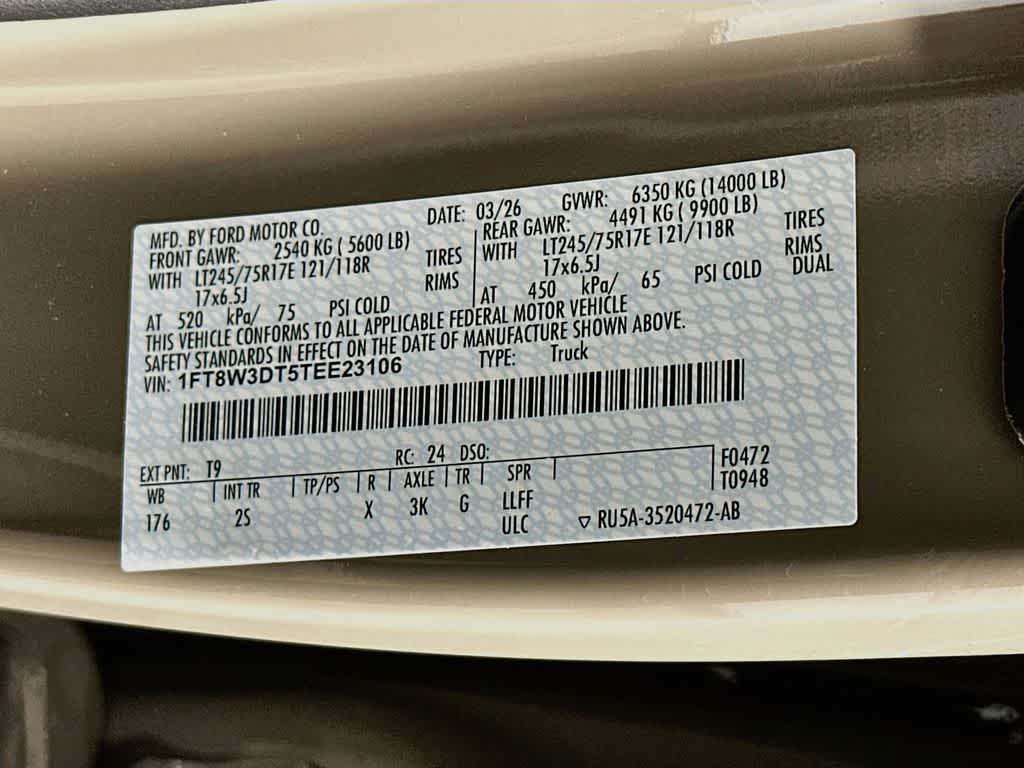 MFD. BY FORD MOTOR CO. DATE: 03/26 GVWR: 6350 KG (14000 LB)
FRONT GAWR: 2540 KG ( 5600 LB)
WITH LT245/75R17E 121/118R TIRES
17x6.5J RIMS
AT 520 kPa/ 75 PSI COLD
REAR GAWR: 4491 KG ( 9900 LB)
WITH LT245/75R17E 121/118R TIRES
17x6.5J RIMS
AT 450 kPa/ 65 PSI COLD DUAL
THIS VEHICLE CONFORMS TO ALL APPLICABLE FEDERAL MOTOR VEHICLE
SAFETY STANDARDS IN EFFECT ON THE DATE OF MANUFACTURE SHOWN ABOVE.
VIN: 1FT8W3DT5TEE23106 TYPE: Truck
EXT PNT: T9 RC: 24 DSO: F0472
WB INT TR TP/PS R AXLE TR SPR T0948
176 2S X 3K G LLFF
ULC ▽ RU5A-3520472-AB